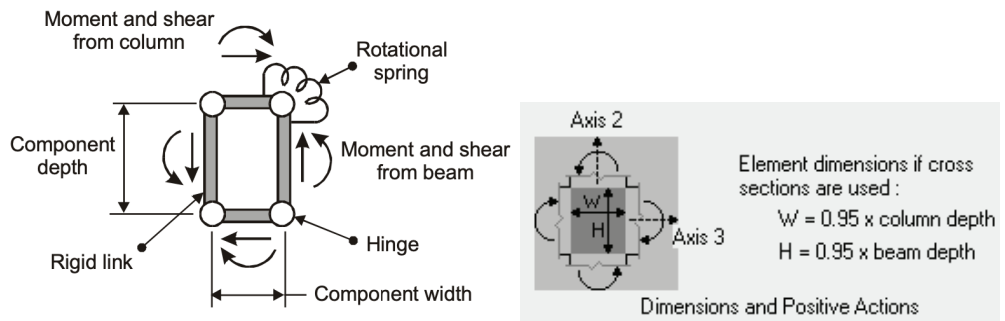 Moment and shear
from column
Rotational
spring
Component
depth
Moment and shear
from beam
Rigid link
Hinge
Component width
Axis 2
W
H
Axis 3
Element dimensions if cross
sections are used :
W = 0.95 x column depth
H = 0.95 x beam depth
Dimensions and Positive Actions